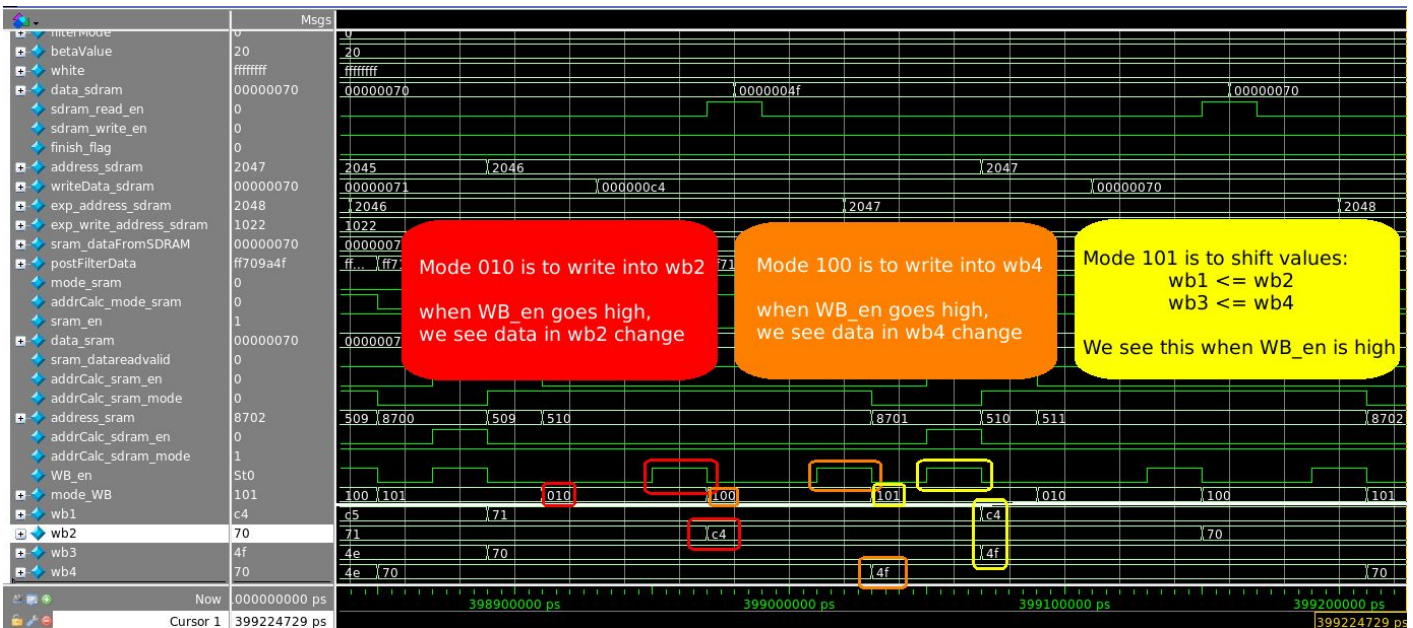 Msgs
filterMode 0 0
betaValue 20 20
white ffffffff ffffffff
data_sdram 00000070 00000070 0000004f 00000070
sdram_read_en 0
sdram_write_en 0
finish_flag 0
address_sdram 2047 2045 2046 2047
writeData_sdram 00000070 00000071 000000c4 00000070
exp_address_sdram 2048 2046 2047 2048
exp_write_address_sdram 1022 1022
sram_dataFromSDRAM 00000070 0000007
postFilterData ff709a4f ff... ff71 f71
mode_sram 0
addrCalc_mode_sram 0
sram_en 1
data_sram 00000070 0000007
sram_datareadvalid 0
addrCalc_sram_en 0
addrCalc_sram_mode 0
address_sram 8702 509 8700 509 510 8701 510 511 8702
addrCalc_sdram_en 0
addrCalc_sdram_mode 1
WB_en St0
mode_WB 101 100 101 010 100 101 010 100 101
wb1 c4 c5 71 c4
wb2 70 71 c4 70
wb3 4f 4e 70 4f
wb4 70 4e 70 4f 70
Mode 010 is to write into wb2
when WB_en goes high,
we see data in wb2 change
Mode 100 is to write into wb4
when WB_en goes high,
we see data in wb4 change
Mode 101 is to shift values:
wb1 <= wb2
wb3 <= wb4
We see this when WB_en is high
Now .000000000 ps 398900000 ps 399000000 ps 399100000 ps 399200000 ps
Cursor 1 399224729 ps 399224729 ps